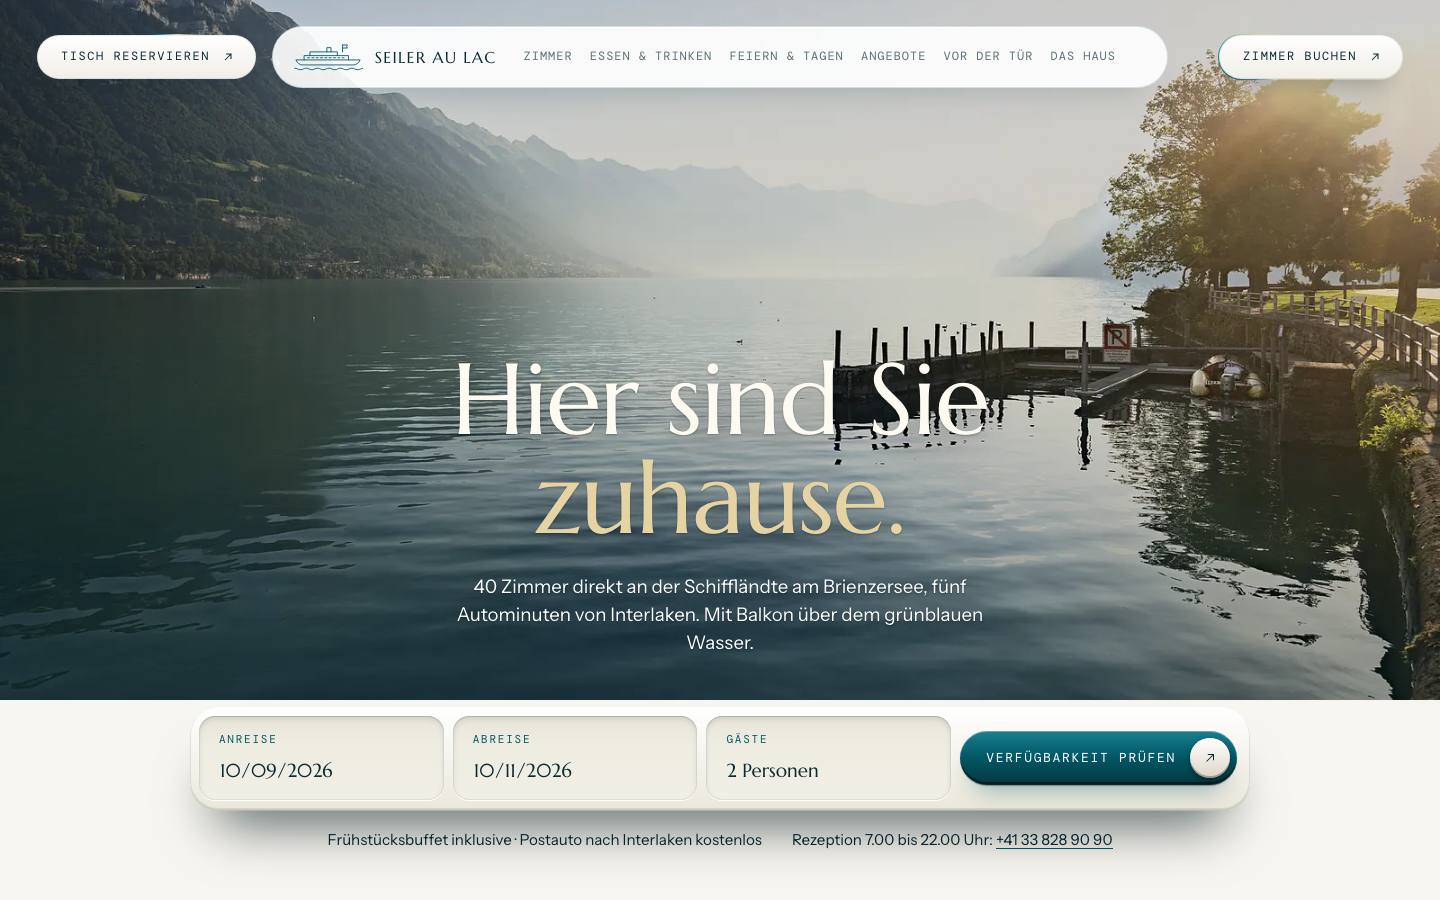 TISCH RESERVIEREN
SEILER AU LAC
ZIMMER
ESSEN & TRINKEN
FEIERN & TAGEN
ANGEBOTE
VOR DER TÜR
DAS HAUS
ZIMMER BUCHEN
Hier sind Sie
zuhause.
40 Zimmer direkt an der Schiffländte am Brienzersee, fünf
Autominuten von Interlaken. Mit Balkon über dem grünblauen
Wasser.
ANREISE
10/09/2026
ABREISE
10/11/2026
GÄSTE
2 Personen
VERFÜGBARKEIT PRÜFEN
Frühstücksbuffet inklusive · Postauto nach Interlaken kostenlos
Rezeption 7.00 bis 22.00 Uhr: +41 33 828 90 90